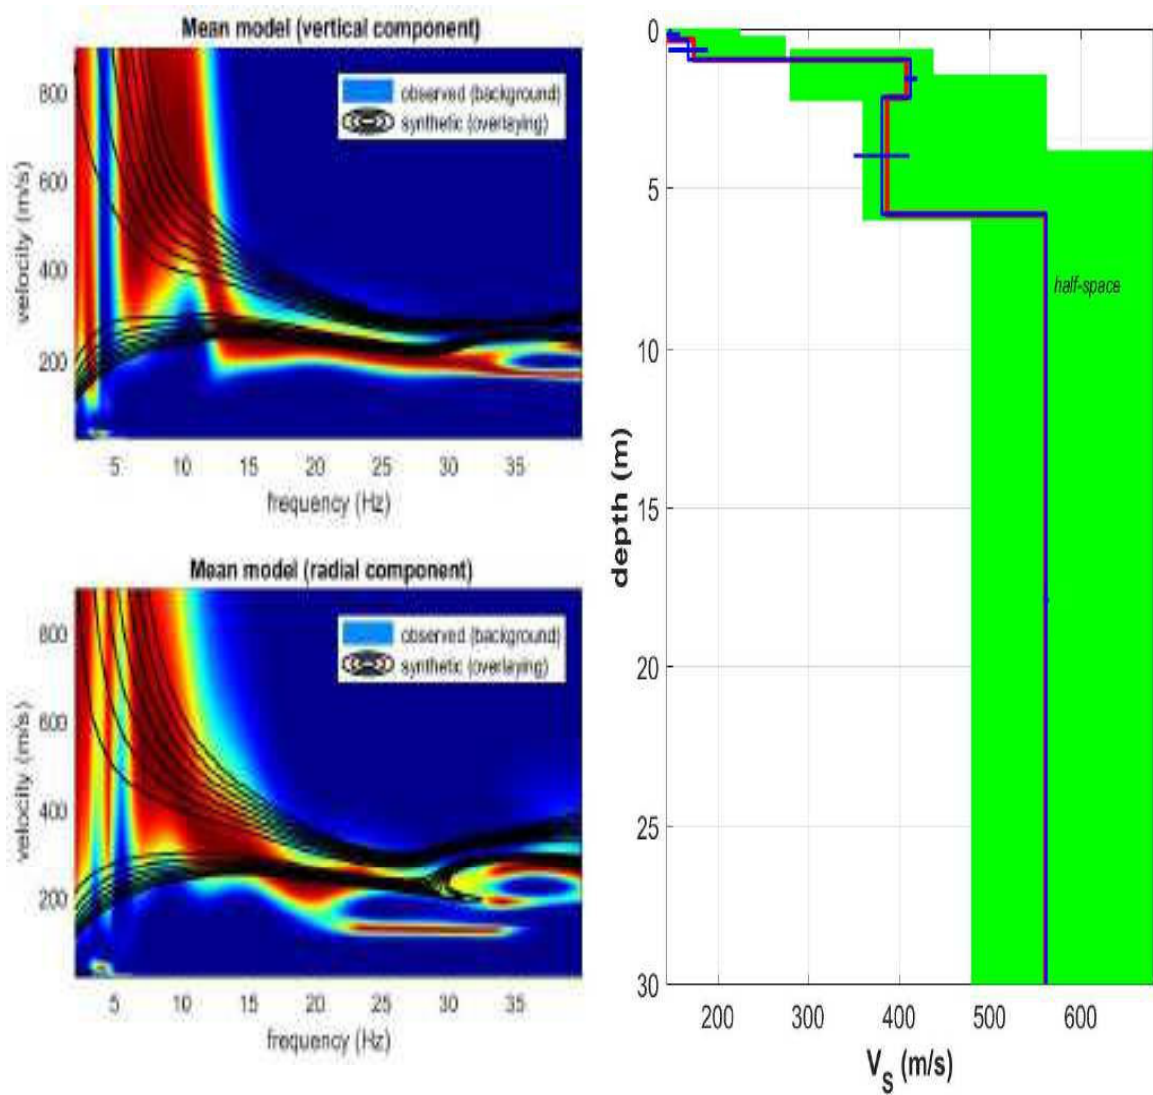 Mean model (vertical component)
observed (background)
synthetic (overlaying)
velocity (m/s)
800
600
400
200
5 10 15 20 25 30 35
frequency (Hz)
Mean model (radial component)
observed (background)
synthetic (overlaying)
velocity (m/s)
800
600
400
200
5 10 15 20 25 30 35
frequency (Hz)
0
5
10
15
20
25
30
depth (m)
half-space
200 300 400 500 600
V_S (m/s)